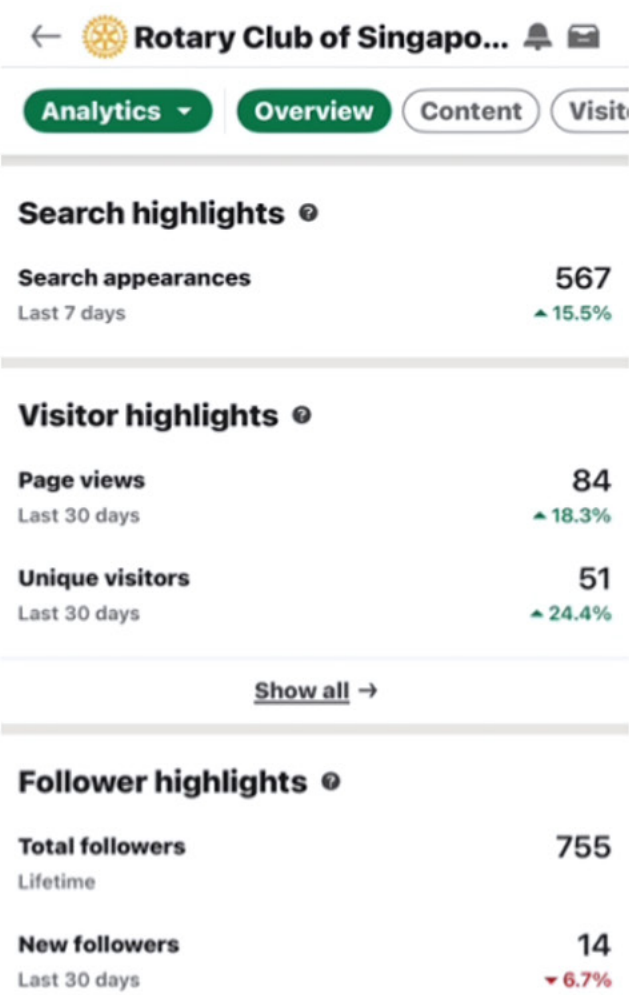 Rotary Club of Singapo...
Analytics Overview Content Visit
Search highlights
Search appearances 567
Last 7 days 15.5%
Visitor highlights
Page views 84
Last 30 days 18.3%
Unique visitors 51
Last 30 days 24.4%
Show all →
Follower highlights
Total followers 755
Lifetime
New followers 14
Last 30 days 6.7%